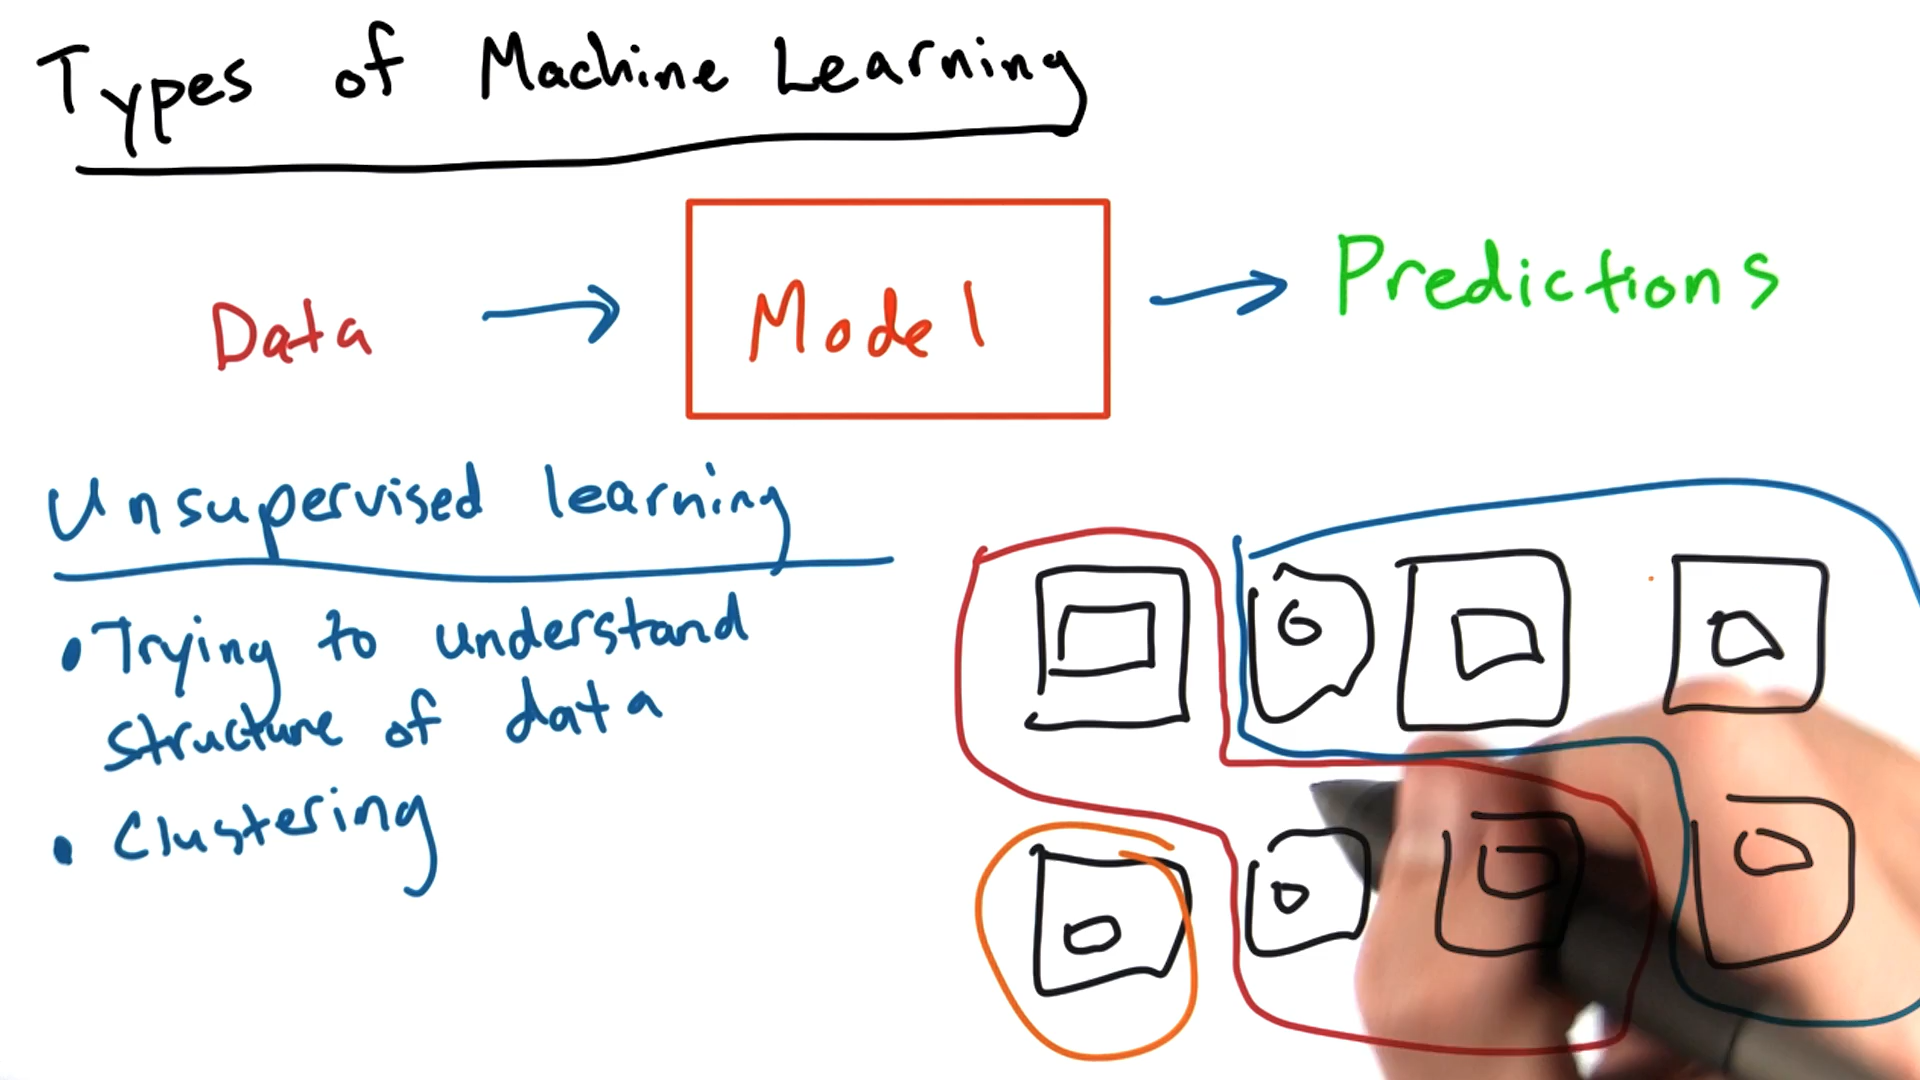 Types of Machine Learning
Data → Model → Predictions
Unsupervised learning
• Trying to understand
structure of data
• Clustering